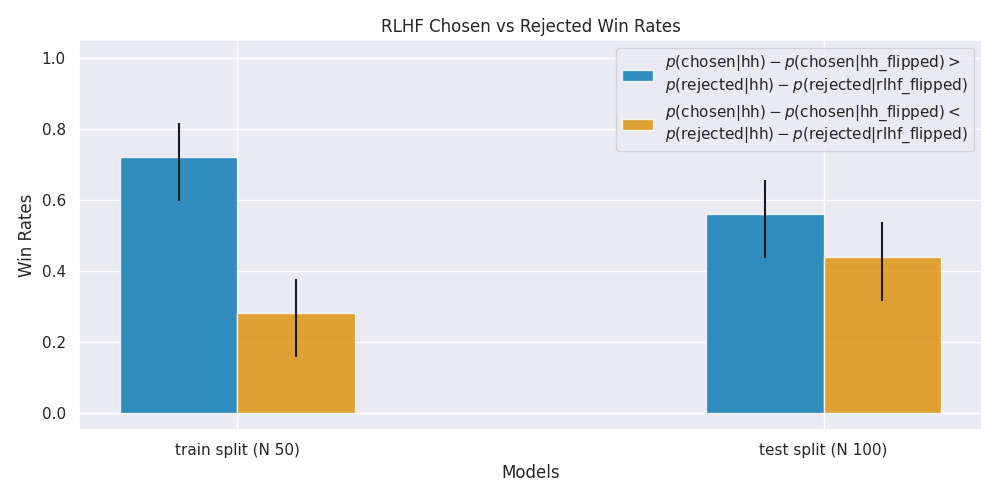 RLHF Chosen vs Rejected Win Rates
1.0
0.8
0.6
0.4
0.2
0.0
Win Rates
p(chosen|hh) − p(chosen|hh_flipped) >
p(rejected|hh) − p(rejected|rlhf_flipped)
p(chosen|hh) − p(chosen|hh_flipped) <
p(rejected|hh) − p(rejected|rlhf_flipped)
train split (N 50)
test split (N 100)
Models